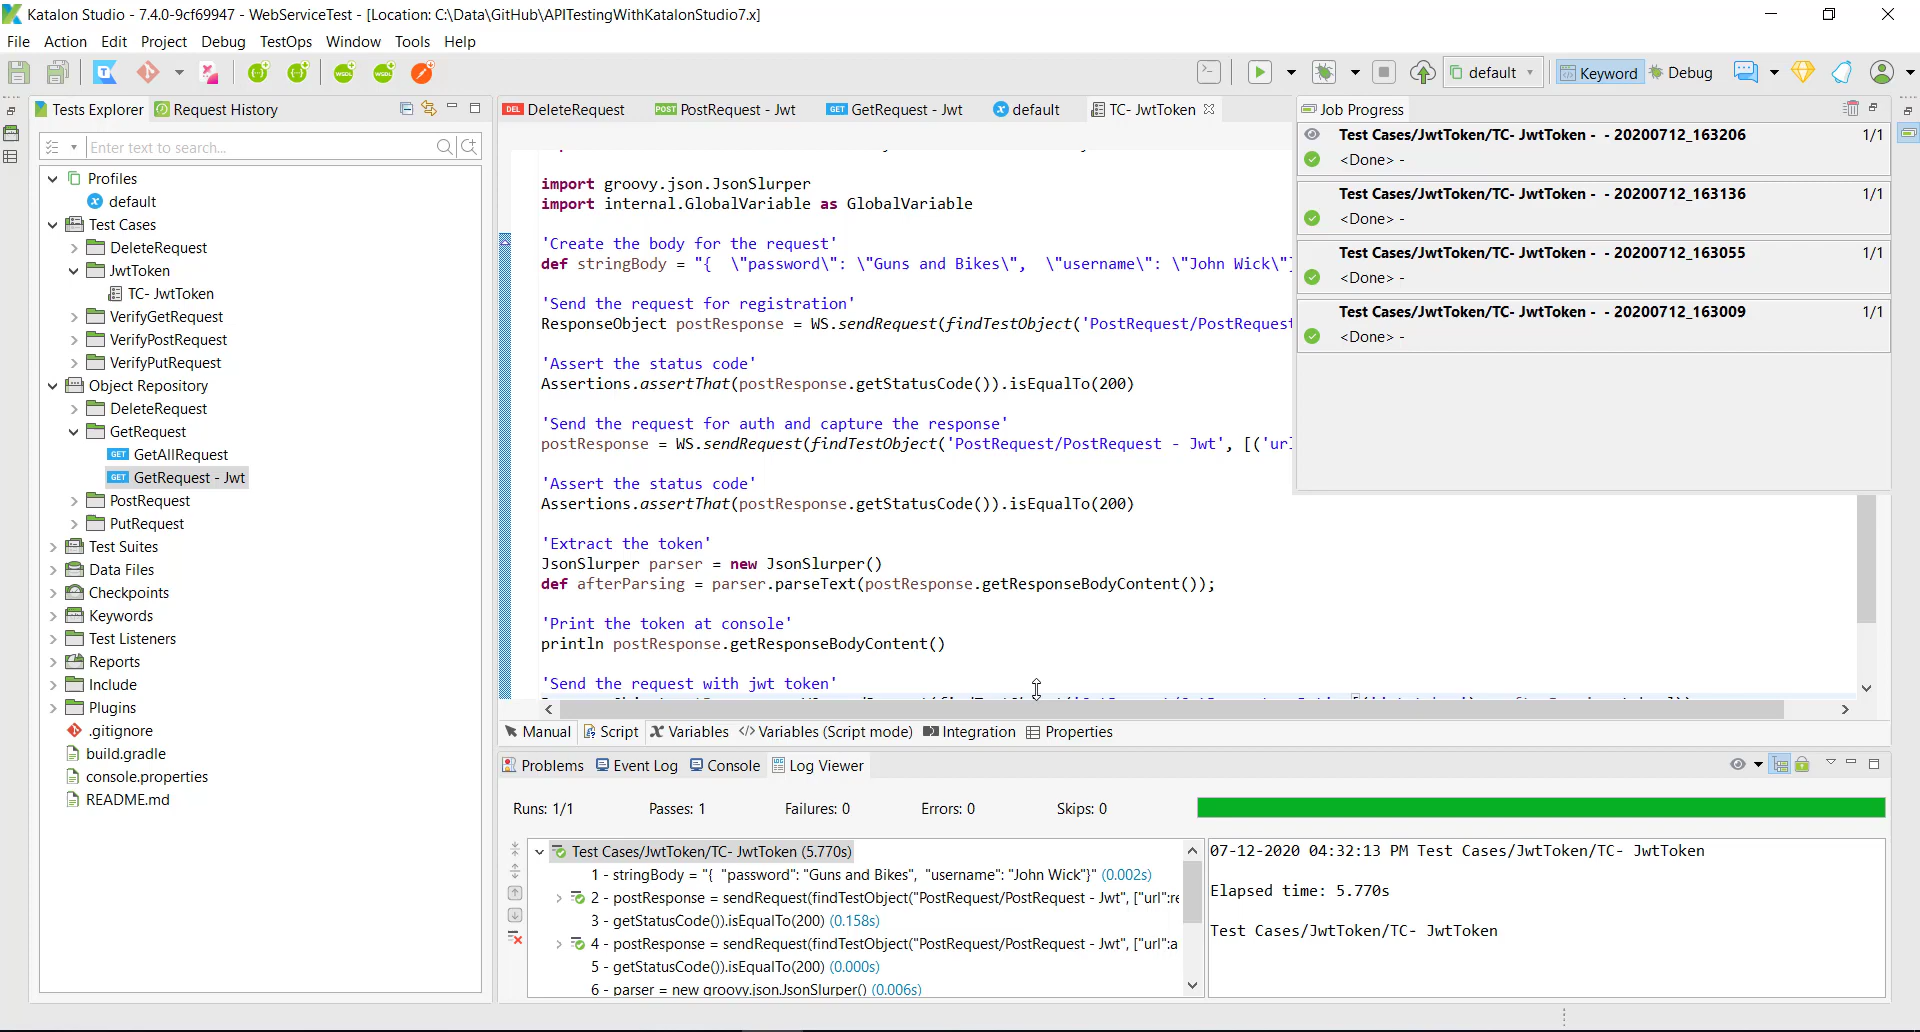 Katalon Studio - 7.4.0-9cf69947 - WebServiceTest - [Location: C:\Data\GitHub\APITestingWithKatalonStudio7.x]
File Action Edit Project Debug TestOps Window Tools Help
default Keyword Debug
Tests Explorer Request History
Enter text to search...
Profiles
default
Test Cases
DeleteRequest
JwtToken
TC- JwtToken
VerifyGetRequest
VerifyPostRequest
VerifyPutRequest
Object Repository
DeleteRequest
GetRequest
GET GetAllRequest
GET GetRequest - Jwt
PostRequest
PutRequest
Test Suites
Data Files
Checkpoints
Keywords
Test Listeners
Reports
Include
Plugins
.gitignore
build.gradle
console.properties
README.md
DEL DeleteRequest POST PostRequest - Jwt GET GetRequest - Jwt default TC- JwtToken
import groovy.json.JsonSlurper
import internal.GlobalVariable as GlobalVariable
'Create the body for the request'
def stringBody = "{  \"password\": \"Guns and Bikes\",  \"username\": \"John Wick\"}
'Send the request for registration'
ResponseObject postResponse = WS.sendRequest(findTestObject('PostRequest/PostRequest
'Assert the status code'
Assertions.assertThat(postResponse.getStatusCode()).isEqualTo(200)
'Send the request for auth and capture the response'
postResponse = WS.sendRequest(findTestObject('PostRequest/PostRequest - Jwt', [('url
'Assert the status code'
Assertions.assertThat(postResponse.getStatusCode()).isEqualTo(200)
'Extract the token'
JsonSlurper parser = new JsonSlurper()
def afterParsing = parser.parseText(postResponse.getResponseBodyContent());
'Print the token at console'
println postResponse.getResponseBodyContent()
'Send the request with jwt token'
Manual Script Variables </> Variables (Script mode) Integration Properties
Job Progress
Test Cases/JwtToken/TC- JwtToken - - 20200712_163206 1/1
<Done> -
Test Cases/JwtToken/TC- JwtToken - - 20200712_163136 1/1
<Done> -
Test Cases/JwtToken/TC- JwtToken - - 20200712_163055 1/1
<Done> -
Test Cases/JwtToken/TC- JwtToken - - 20200712_163009 1/1
<Done> -
Problems Event Log Console Log Viewer
Runs: 1/1 Passes: 1 Failures: 0 Errors: 0 Skips: 0
Test Cases/JwtToken/TC- JwtToken (5.770s)
1 - stringBody = "{  "password": "Guns and Bikes",  "username": "John Wick"}" (0.002s)
2 - postResponse = sendRequest(findTestObject("PostRequest/PostRequest - Jwt", ["url":re
3 - getStatusCode()).isEqualTo(200) (0.158s)
4 - postResponse = sendRequest(findTestObject("PostRequest/PostRequest - Jwt", ["url":a
5 - getStatusCode()).isEqualTo(200) (0.000s)
6 - parser = new groovy.json.JsonSlurper() (0.006s)
07-12-2020 04:32:13 PM Test Cases/JwtToken/TC- JwtToken
Elapsed time: 5.770s
Test Cases/JwtToken/TC- JwtToken